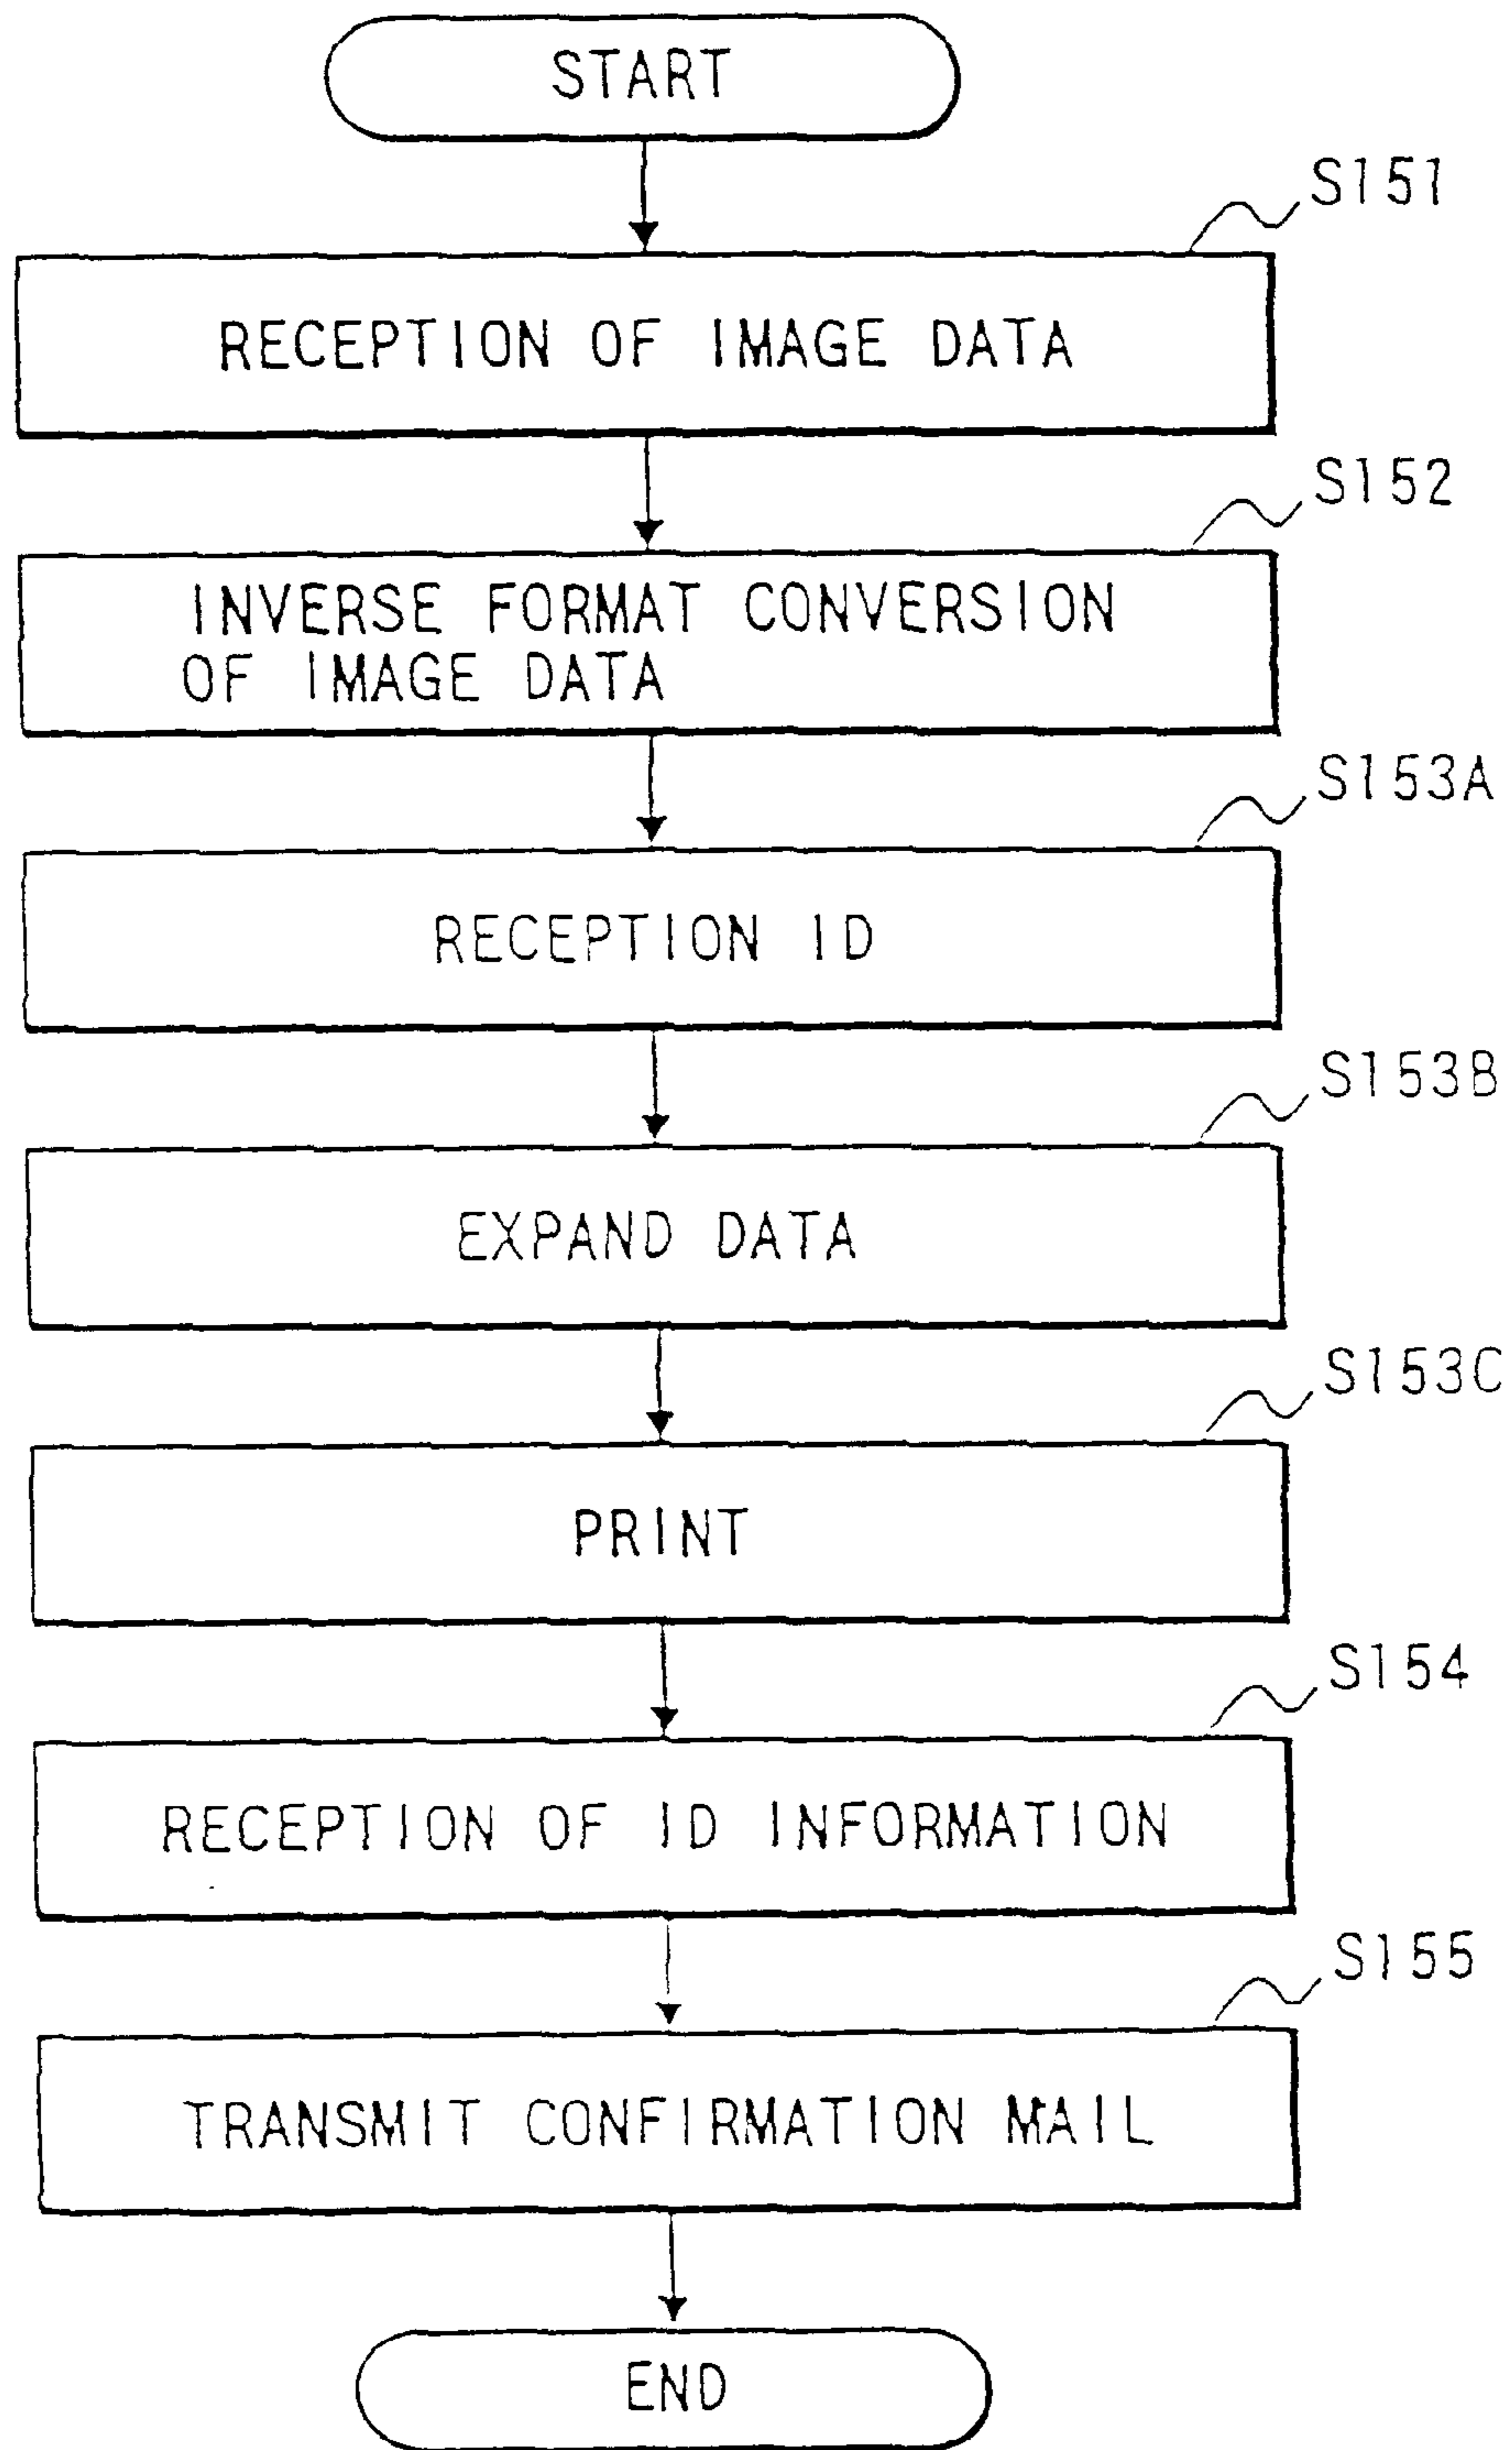 START
S151
RECEPTION OF IMAGE DATA
S152
INVERSE FORMAT CONVERSION
OF IMAGE DATA
S153A
RECEPTION ID
S153B
EXPAND DATA
S153C
PRINT
S154
RECEPTION OF ID INFORMATION
S155
TRANSMIT CONFIRMATION MAIL
END